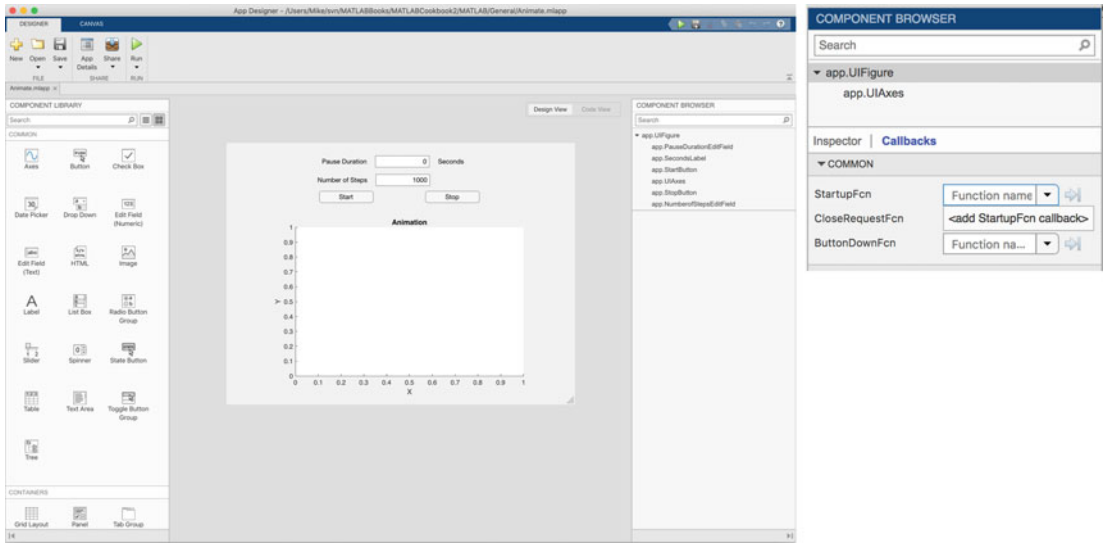 App Designer – /Users/Mike/svn/MATLABBooks/MATLABCookbook2/MATLAB/General/Animate.mlapp
DESIGNER CANVAS
New Open Save App Details Share Run
FILE SHARE RUN
Animate.mlapp ×
COMPONENT LIBRARY
Search
COMMON
Axes Button Check Box
Date Picker Drop Down Edit Field (Numeric)
Edit Field (Text) HTML Image
Label List Box Radio Button Group
Slider Spinner State Button
Table Text Area Toggle Button Group
Tree
CONTAINERS
Grid Layout Panel Tab Group
Design View Code View
Pause Duration 0 Seconds
Number of Steps 1000
Start Stop
Animation
1
0.9
0.8
0.7
0.6
Y 0.5
0.4
0.3
0.2
0.1
0
0 0.1 0.2 0.3 0.4 0.5 0.6 0.7 0.8 0.9 1
X
COMPONENT BROWSER
Search
app.UIFigure
app.PauseDurationEditField
app.SecondsLabel
app.StartButton
app.UIAxes
app.StopButton
app.NumberofStepsEditField
COMPONENT BROWSER
Search
app.UIFigure
app.UIAxes
Inspector | Callbacks
COMMON
StartupFcn Function name
CloseRequestFcn <add StartupFcn callback>
ButtonDownFcn Function na...